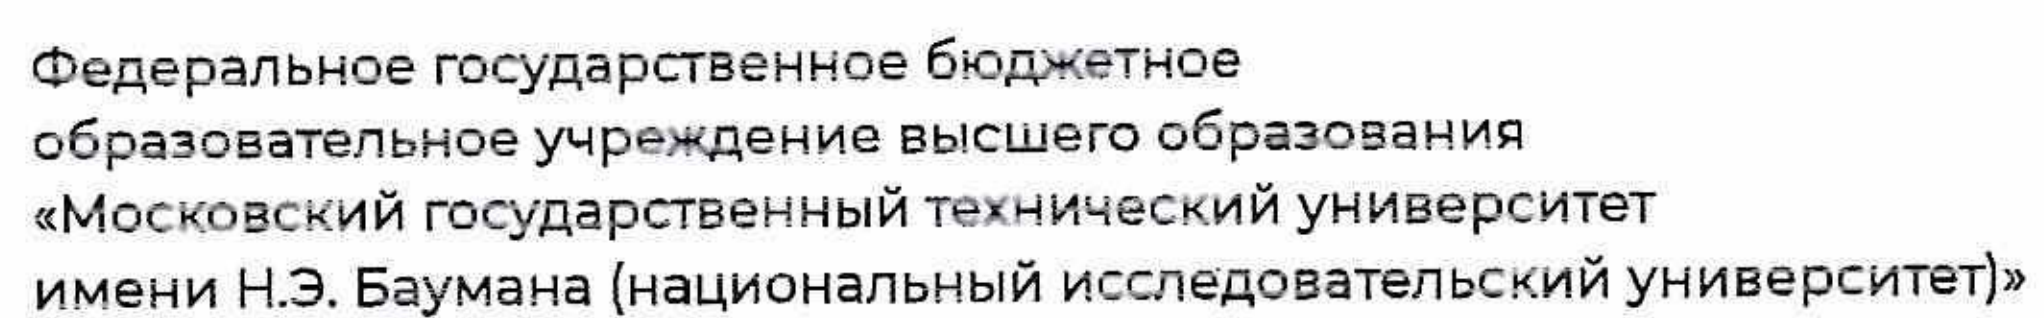 Федеральное государственное бюджетное
образовательное учреждение высшего образования
«Московский государственный технический университет
имени Н.Э. Баумана (национальный исследовательский университет)»